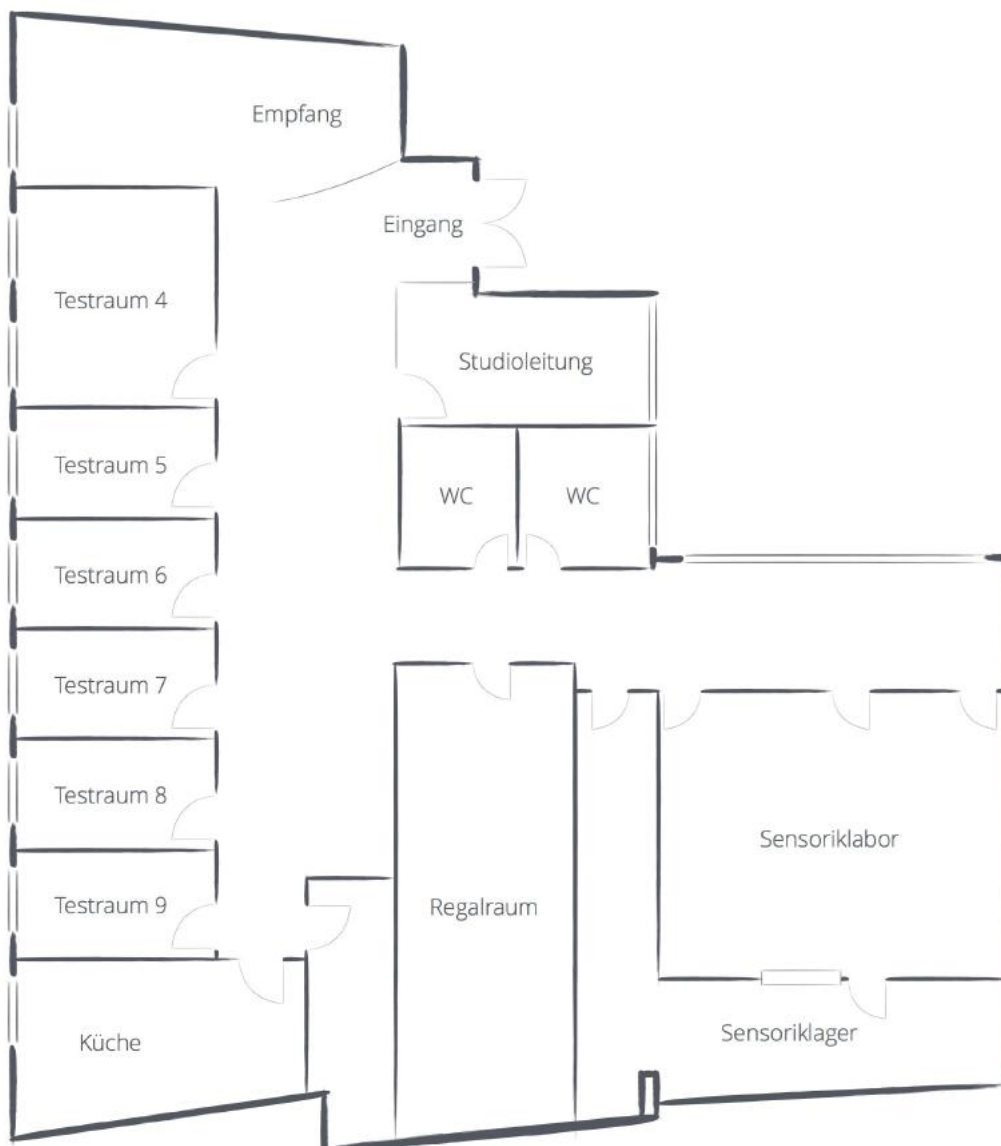 Empfang
Eingang
Testraum 4
Studioleitung
Testraum 5
WC
WC
Testraum 6
Testraum 7
Testraum 8
Sensoriklabor
Testraum 9
Regalraum
Sensoriklager
Küche